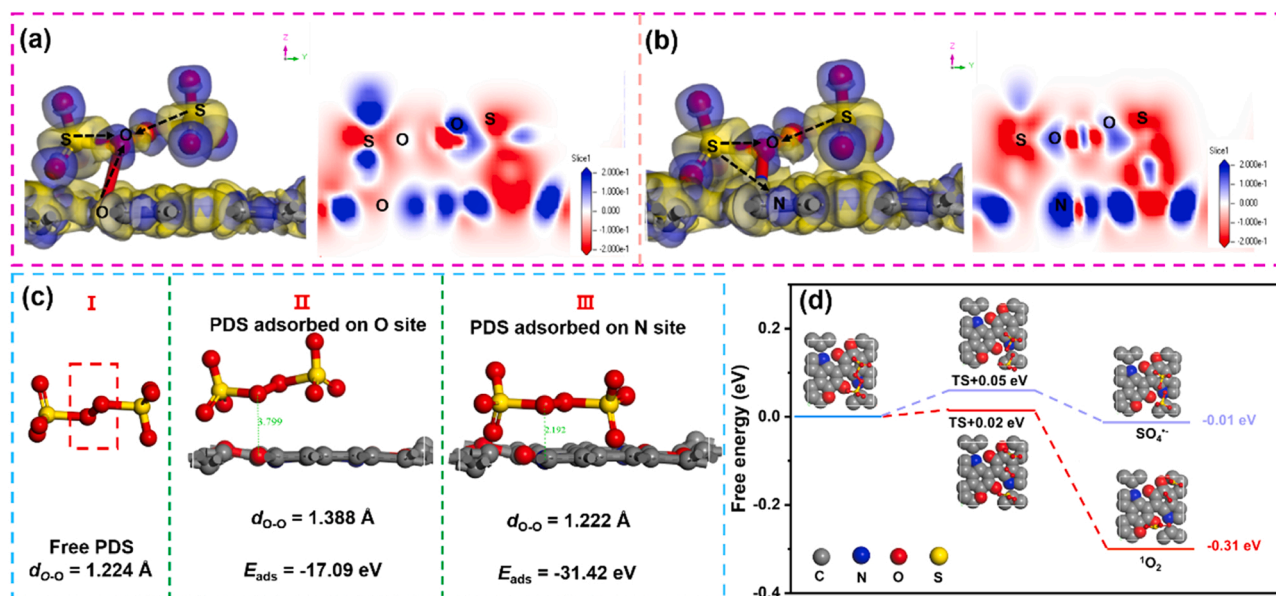 (a)
Z
Y
S
O
S
O
S
O
O
S
O
Slice1
2.000e-1
1.000e-1
0.000
-1.000e-1
-2.000e-1
(b)
Z
Y
S
O
S
N
S
O
O
S
N
Slice1
2.000e-1
1.000e-1
0.000
-1.000e-1
-2.000e-1
(c)
I
Free PDS
dO-O = 1.224 Å
II
PDS adsorbed on O site
3.799
dO-O = 1.388 Å
Eads = -17.09 eV
III
PDS adsorbed on N site
2.192
dO-O = 1.222 Å
Eads = -31.42 eV
(d)
Free energy (eV)
0.2
0.0
-0.2
-0.4
TS+0.05 eV
TS+0.02 eV
SO4•-
-0.01 eV
1O2
-0.31 eV
C N O S